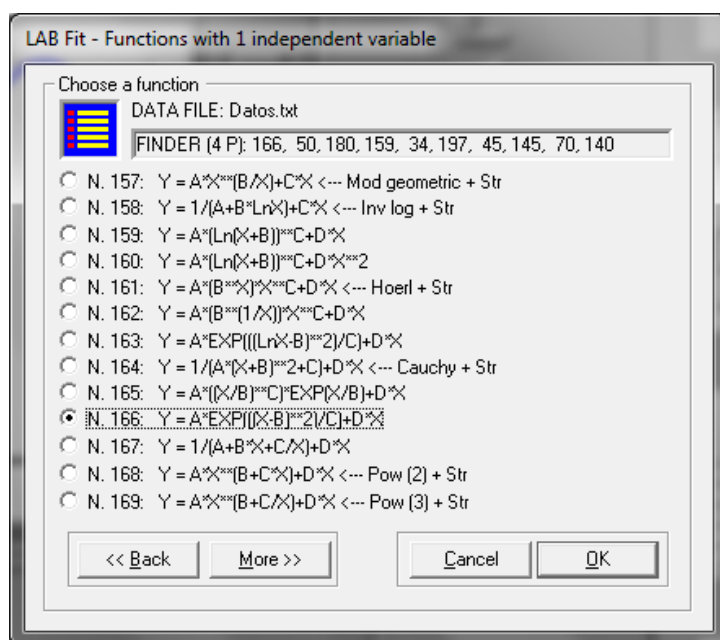 LAB Fit - Functions with 1 independent variable
Choose a function
DATA FILE: Datos.txt
FINDER (4 P): 166, 50, 180, 159, 34, 197, 45, 145, 70, 140
N. 157: Y = A*X**(B/X)+C*X <--- Mod geometric + Str
N. 158: Y = 1/(A+B*LnX)+C*X <--- Inv log + Str
N. 159: Y = A*(Ln(X+B))**C+D*X
N. 160: Y = A*(Ln(X+B))**C+D*X**2
N. 161: Y = A*(B**X)*X**C+D*X <--- Hoerl + Str
N. 162: Y = A*(B**(1/X))*X**C+D*X
N. 163: Y = A*EXP(((LnX-B)**2)/C)+D*X
N. 164: Y = 1/(A*(X+B)**2+C)+D*X <--- Cauchy + Str
N. 165: Y = A*((X/B)**C)*EXP(X/B)+D*X
N. 166: Y = A*EXP(((X-B)**2)/C)+D*X
N. 167: Y = 1/(A+B*X+C/X)+D*X
N. 168: Y = A*X**(B+C*X)+D*X <--- Pow (2) + Str
N. 169: Y = A*X**(B+C/X)+D*X <--- Pow (3) + Str
<< Back More >> Cancel OK